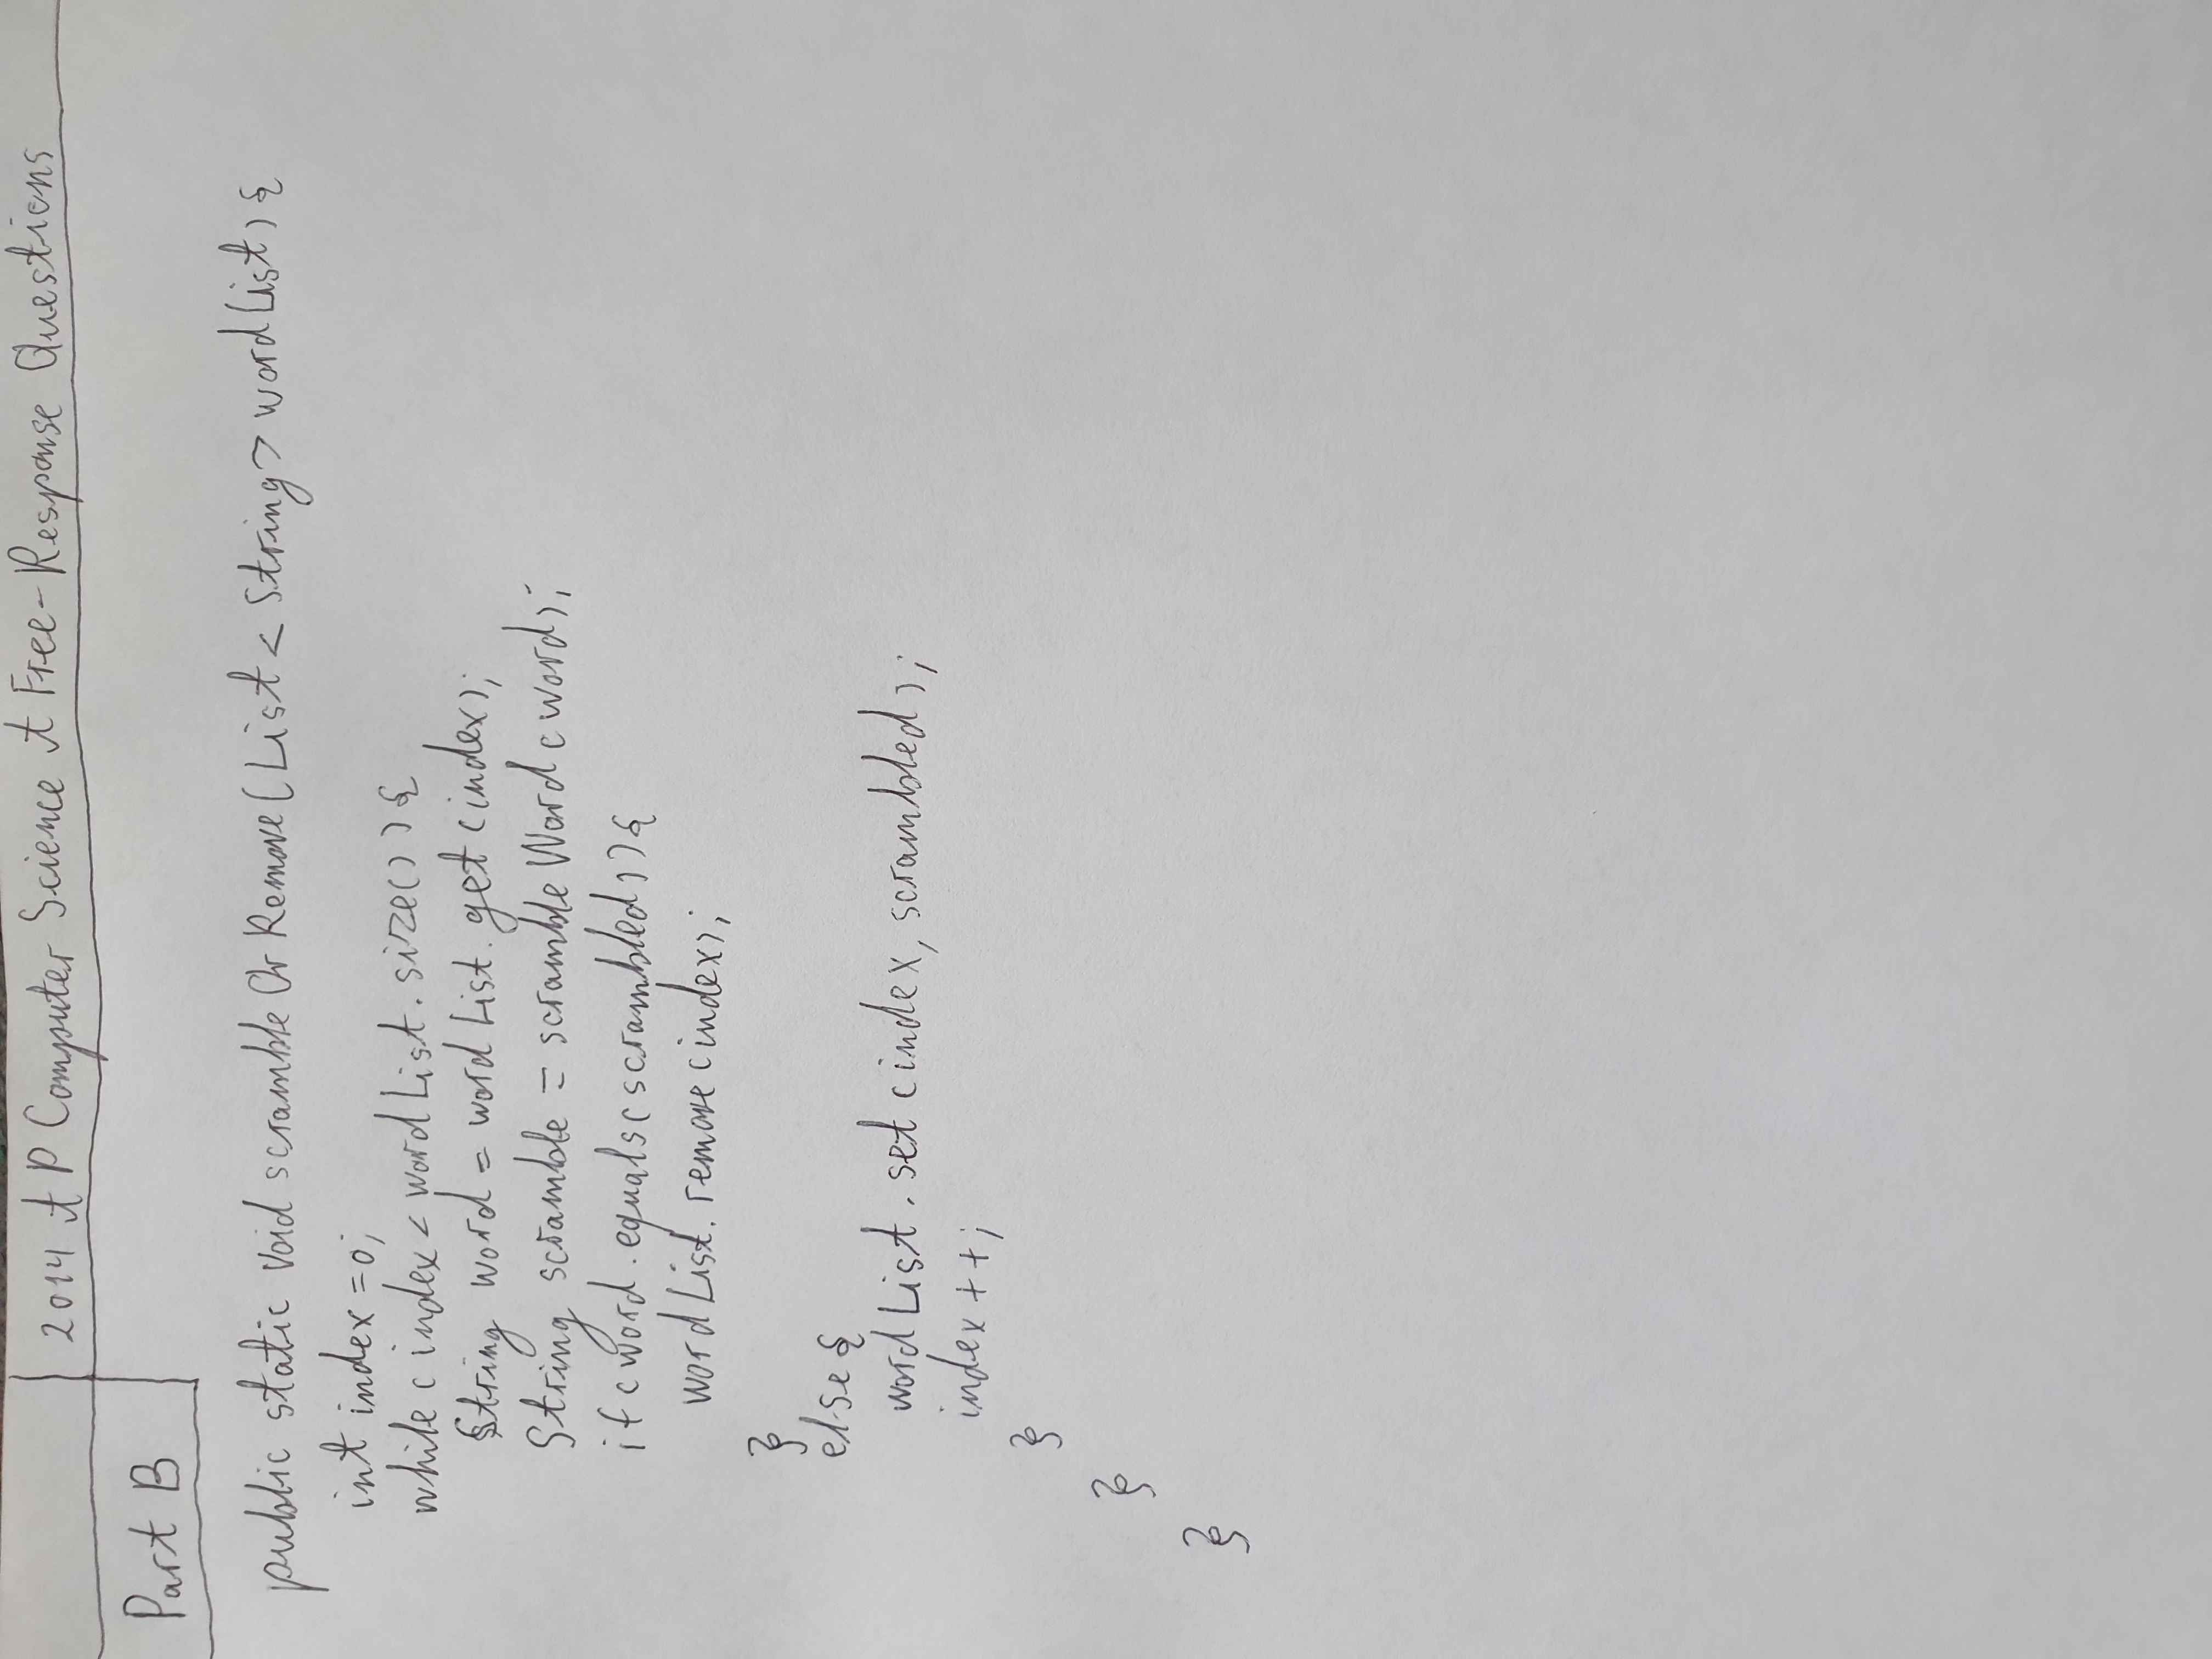 2014 AP Computer Science A Free-Response Questions
Part B
public static void scrambleOrRemove(List<String> wordList) {
int index = 0;
while (index < wordList.size()) {
String word = wordList.get(index);
String scramble = scrambleWord(word);
if (word.equals(scrambled)) {
wordList.remove(index);
}
else {
wordList.set(index, scrambled);
index++;
}
}
}